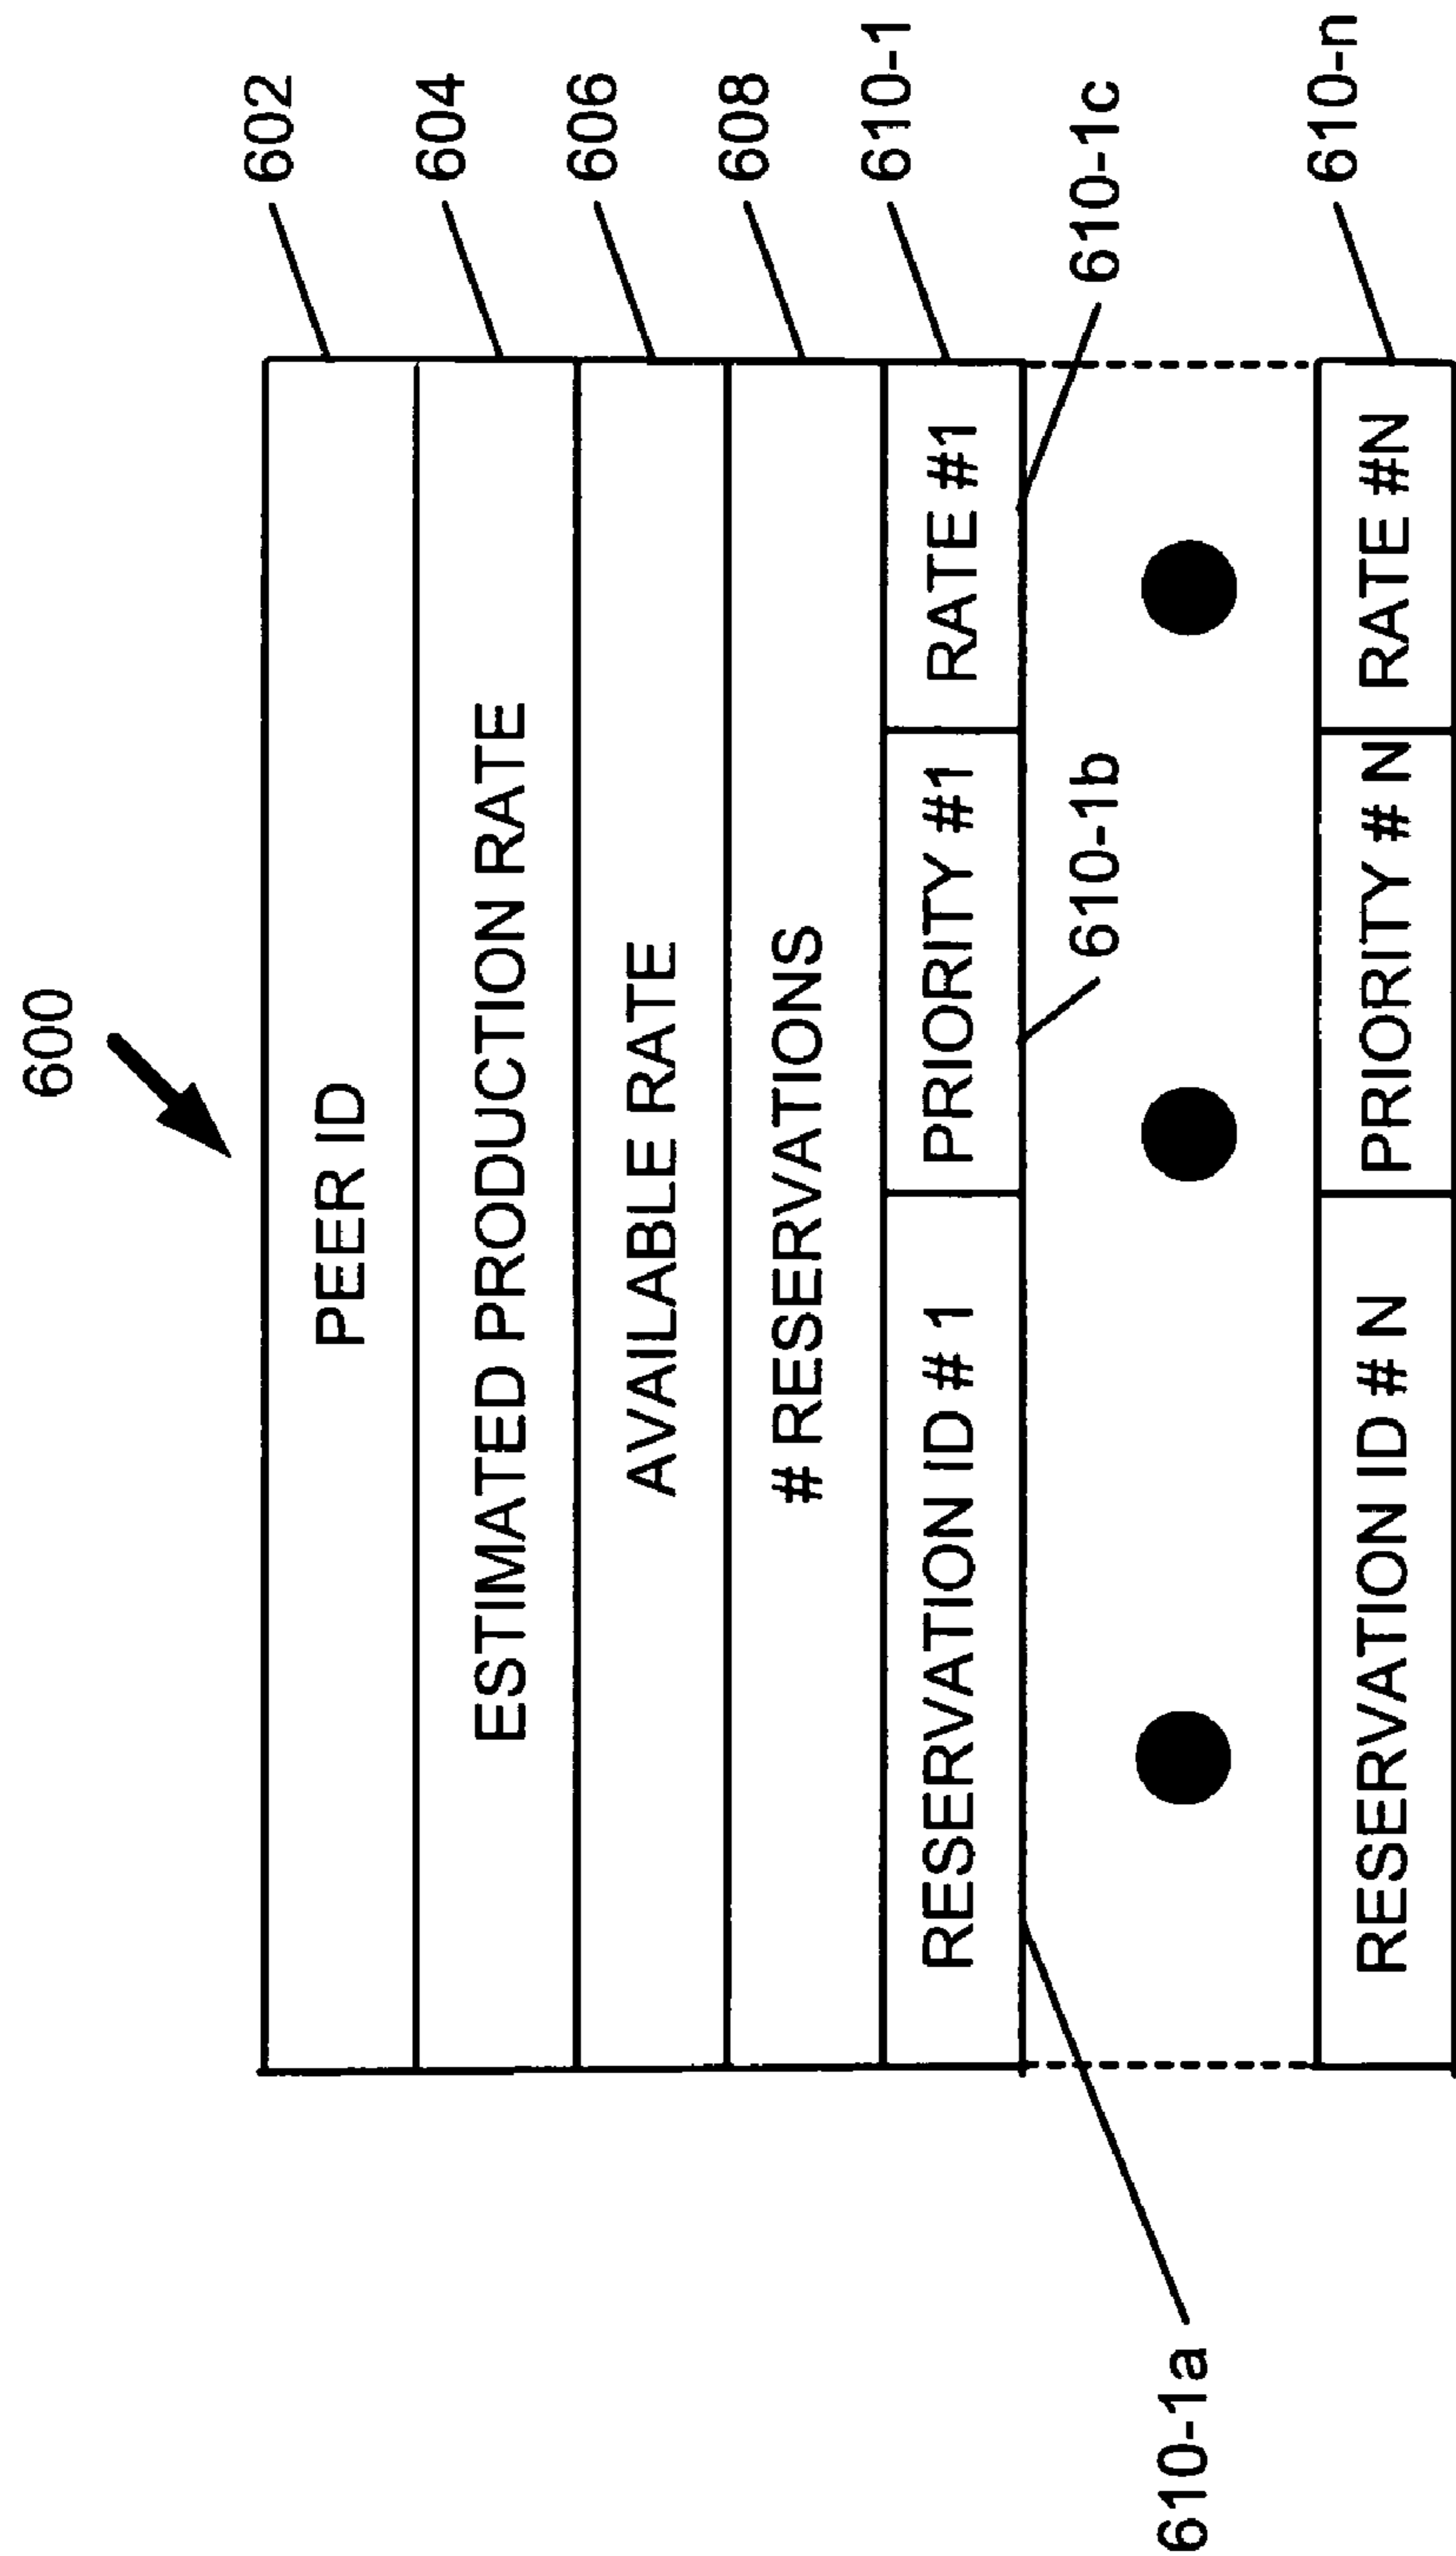 600
PEER ID
602
ESTIMATED PRODUCTION RATE
604
AVAILABLE RATE
606
# RESERVATIONS
608
RESERVATION ID # 1
PRIORITY #1
RATE #1
610-1
610-1a
610-1b
610-1c
RESERVATION ID # N
PRIORITY # N
RATE #N
610-n